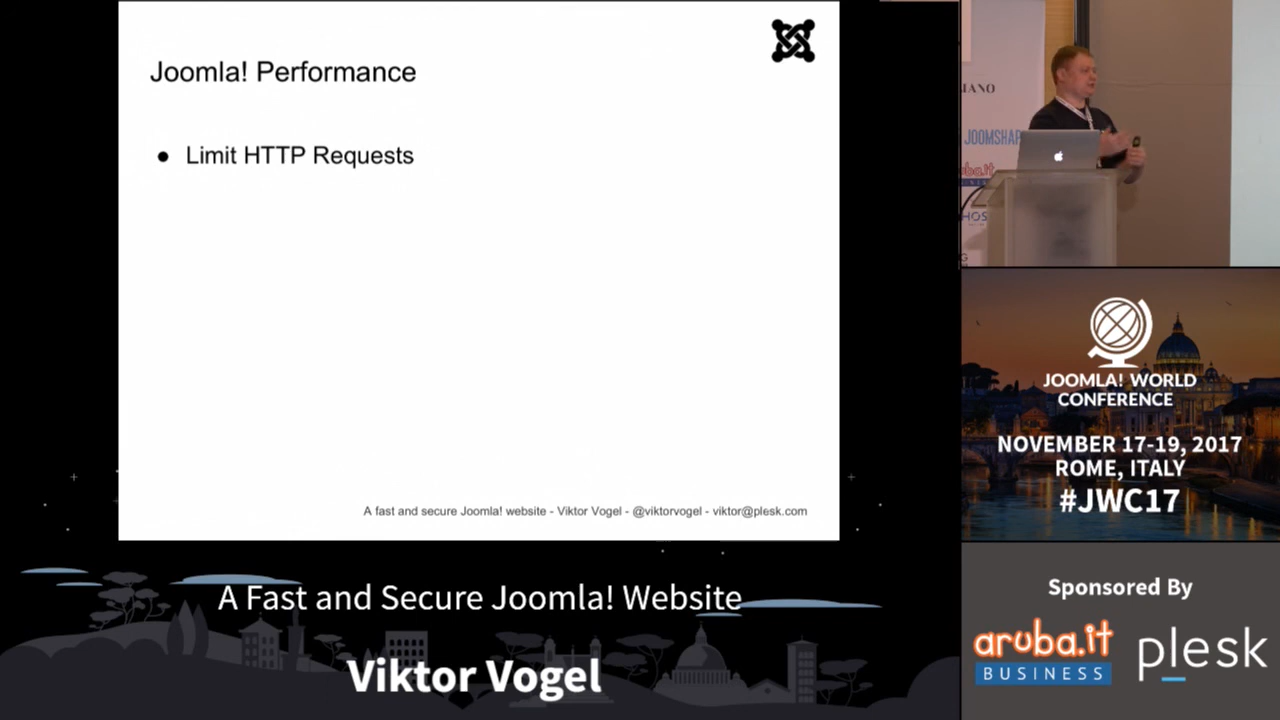 Joomla! Performance
● Limit HTTP Requests
A fast and secure Joomla! website - Viktor Vogel - @viktorvogel - viktor@plesk.com
A Fast and Secure Joomla! Website
Viktor Vogel
JOOMSHAP
HOS
JOOMLA! WORLD
CONFERENCE
NOVEMBER 17-19, 2017
ROME, ITALY
#JWC17
Sponsored By
aruba.it
BUSINESS
plesk